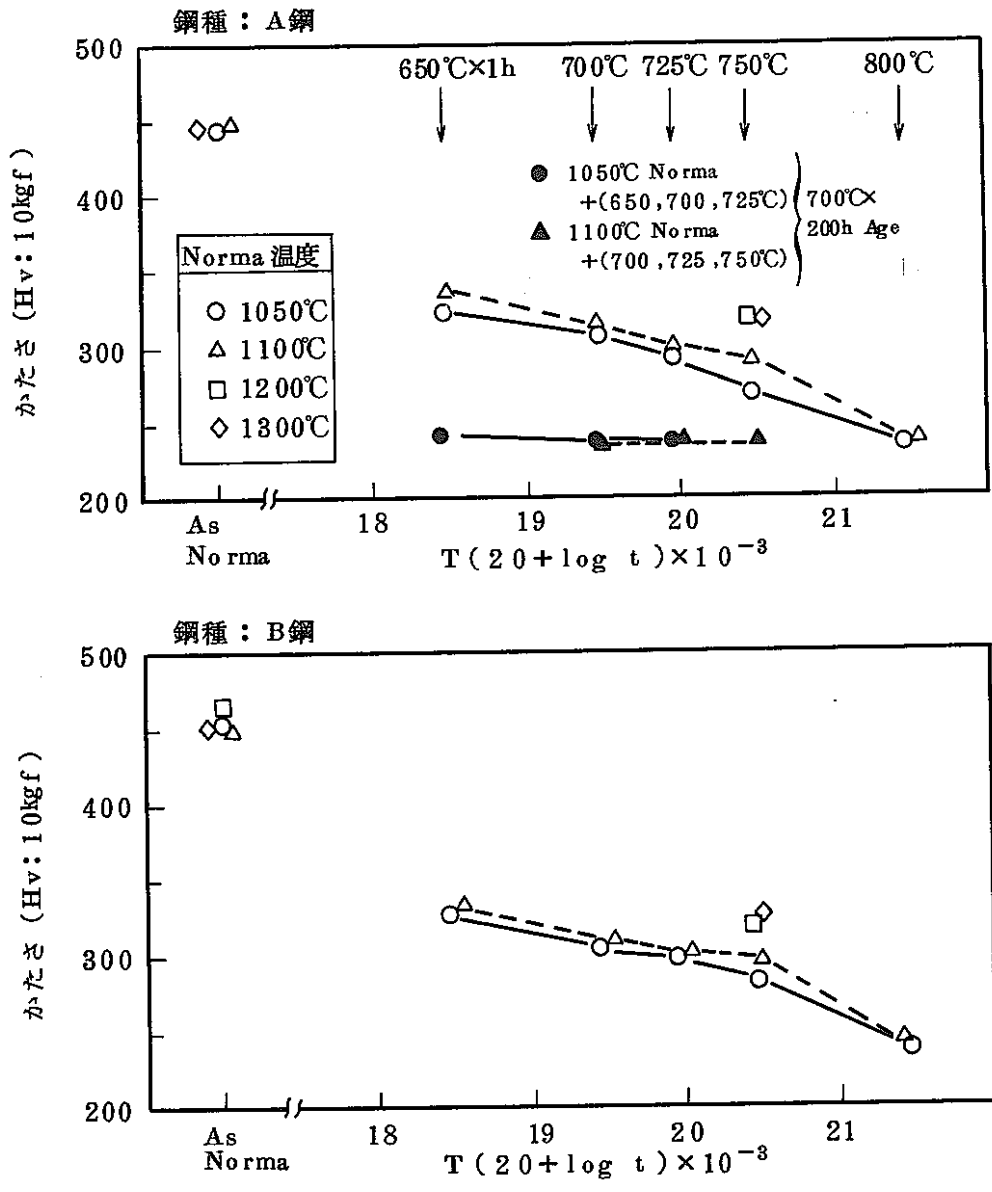 鋼種：A鋼
500
400
300
200
かたさ (Hv：10kgf)
650℃×1h 700℃ 725℃ 750℃ 800℃
● 1050℃ Norma
+(650,700,725℃)
▲ 1100℃ Norma
+(700,725,750℃)
700℃×
200h Age
Norma 温度
○ 1050℃
△ 1100℃
□ 1200℃
◇ 1300℃
As
Norma
18 19 20 21
T(20+log t)×10⁻³
鋼種：B鋼
500
400
300
200
かたさ (Hv：10kgf)
As
Norma
18 19 20 21
T(20+log t)×10⁻³